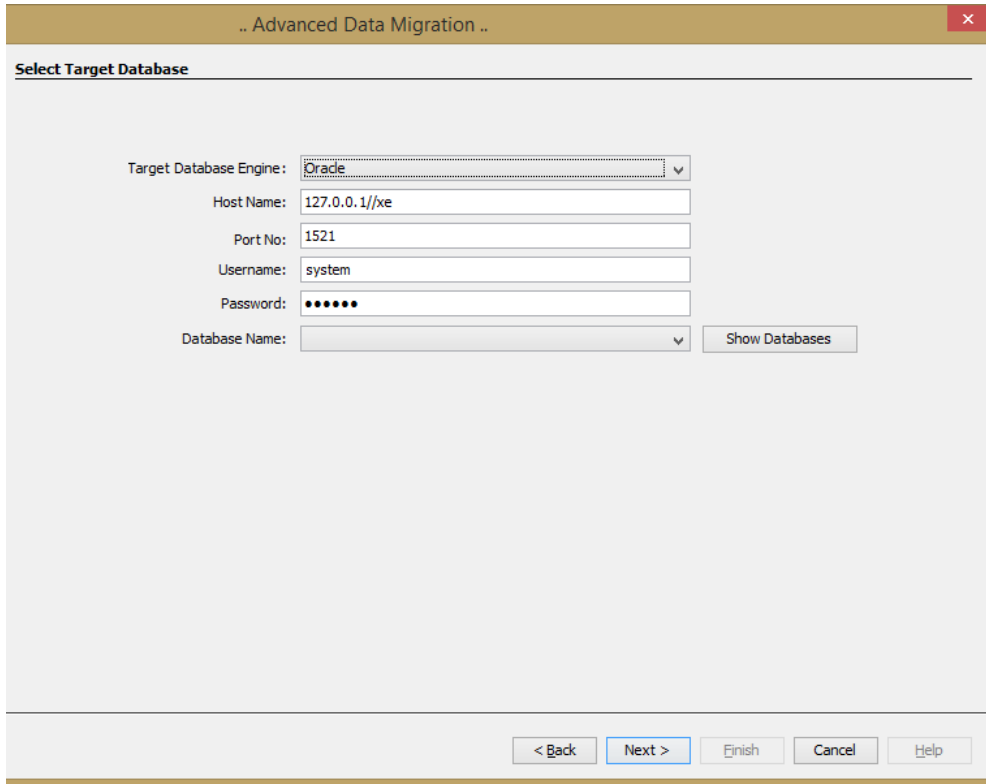 .. Advanced Data Migration ..
Select Target Database
Target Database Engine: Oracle
Host Name: 127.0.0.1//xe
Port No: 1521
Username: system
Password: ●●●●●●
Database Name: Show Databases
< Back Next > Finish Cancel Help